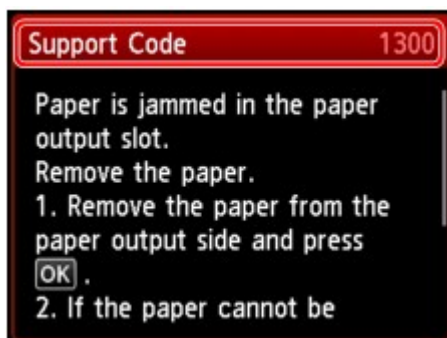 Support Code 1300
Paper is jammed in the paper
output slot.
Remove the paper.
1. Remove the paper from the
paper output side and press
OK .
2. If the paper cannot be